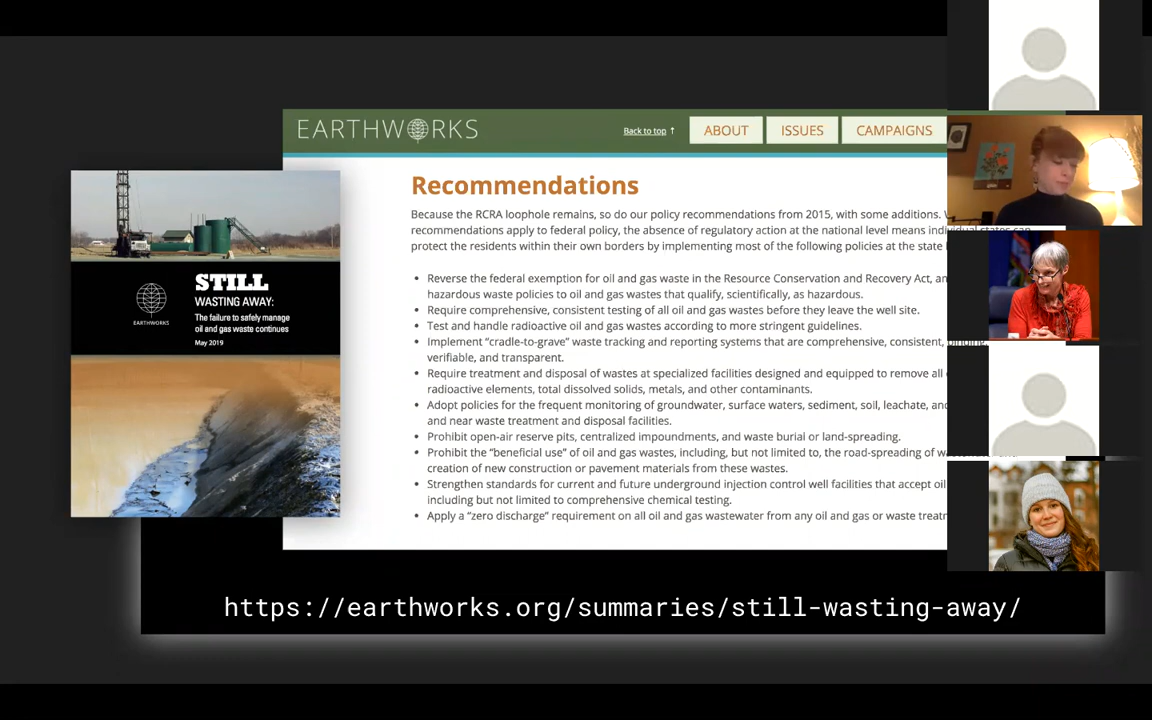 EARTHWORKS
Back to top ↑
ABOUT
ISSUES
CAMPAIGNS
STILL
WASTING AWAY:
The failure to safely manage
oil and gas waste continues
May 2019
EARTHWORKS
Recommendations
Because the RCRA loophole remains, so do our policy recommendations from 2015, with some additions.
recommendations apply to federal policy, the absence of regulatory action at the national level means individual states can
protect the residents within their own borders by implementing most of the following policies at the state
• Reverse the federal exemption for oil and gas waste in the Resource Conservation and Recovery Act,
hazardous waste policies to oil and gas wastes that qualify, scientifically, as hazardous.
• Require comprehensive, consistent testing of all oil and gas wastes before they leave the well site.
• Test and handle radioactive oil and gas wastes according to more stringent guidelines.
• Implement “cradle-to-grave” waste tracking and reporting systems that are comprehensive, consistent,
verifiable, and transparent.
• Require treatment and disposal of wastes at specialized facilities designed and equipped to remove all
radioactive elements, total dissolved solids, metals, and other contaminants.
• Adopt policies for the frequent monitoring of groundwater, surface waters, sediment, soil, leachate,
and near waste treatment and disposal facilities.
• Prohibit open-air reserve pits, centralized impoundments, and waste burial or land-spreading.
• Prohibit the “beneficial use” of oil and gas wastes, including, but not limited to, the road-spreading of
creation of new construction or pavement materials from these wastes.
• Strengthen standards for current and future underground injection control well facilities that accept oil
including but not limited to comprehensive chemical testing.
• Apply a “zero discharge” requirement on all oil and gas wastewater from any oil and gas or waste
https://earthworks.org/summaries/still-wasting-away/